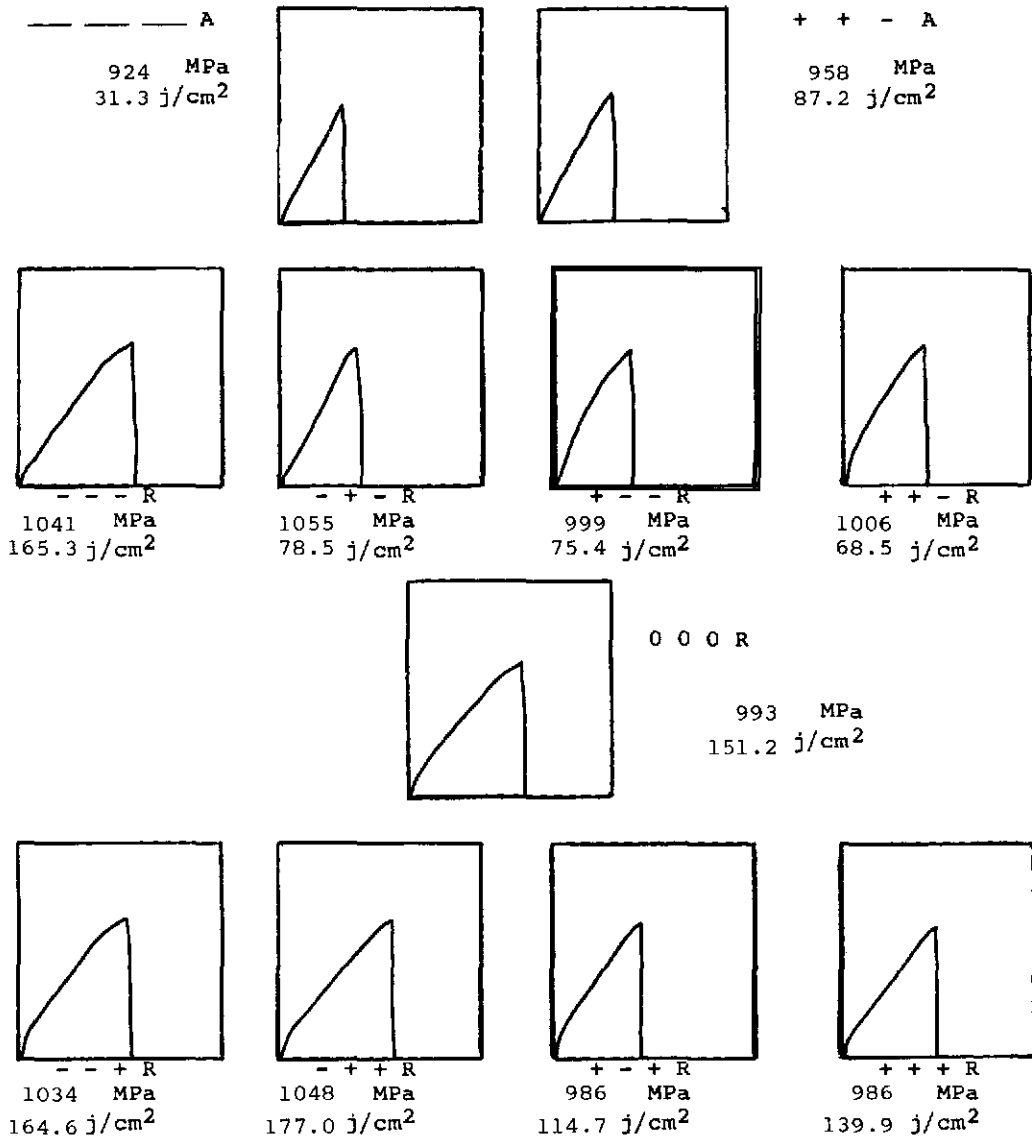 — — — A
924 MPa
31.3 j/cm²
+ + - A
958 MPa
87.2 j/cm²
- - - R
1041 MPa
165.3 j/cm²
- + - R
1055 MPa
78.5 j/cm²
+ - - R
999 MPa
75.4 j/cm²
+ + - R
1006 MPa
68.5 j/cm²
0 0 0 R
993 MPa
151.2 j/cm²
- - + R
1034 MPa
164.6 j/cm²
- + + R
1048 MPa
177.0 j/cm²
+ - + R
986 MPa
114.7 j/cm²
+ + + R
986 MPa
139.9 j/cm²